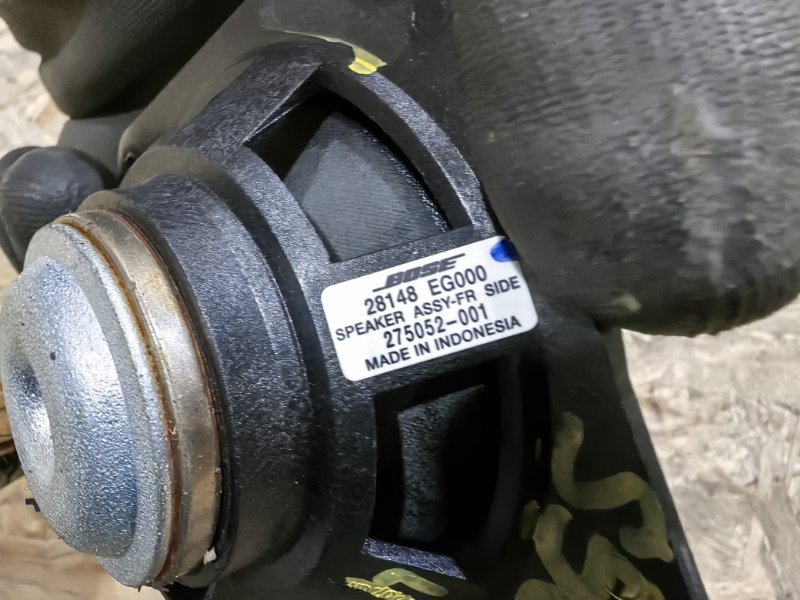 BOSE
28148 EG000
SPEAKER ASSY-FR SIDE
275052-001
MADE IN INDONESIA